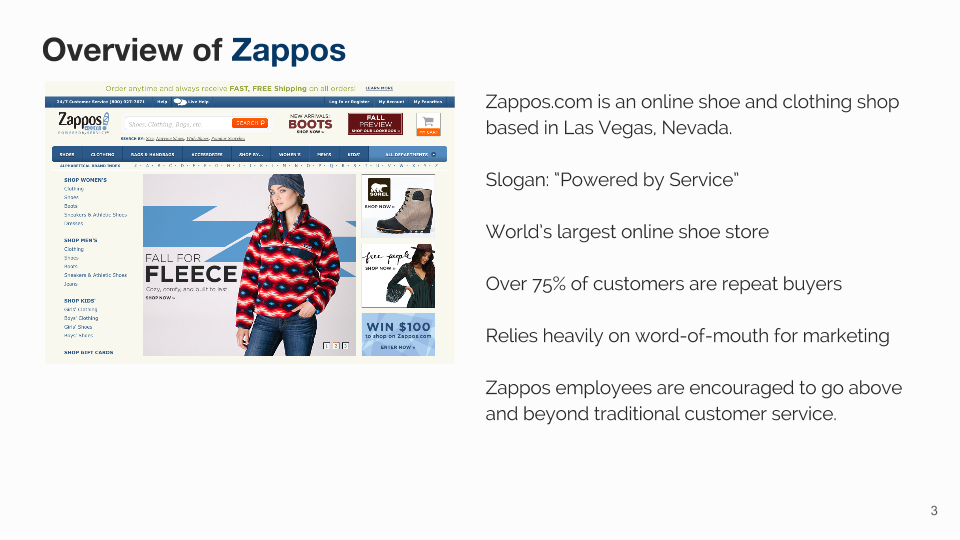 Overview of Zappos
Order anytime and always receive FAST, FREE Shipping on all orders! LEARN MORE
24/7 Customer Service (800) 927-7671 Help Live Help Log In or Register My Account My Favorites
Zappos
.com
POWERED by SERVICE
Shoes, Clothing, Bags, etc. SEARCH
NEW ARRIVALS:
BOOTS
SHOP NOW »
FALL
PREVIEW
SHOP OUR LOOKBOOK »
MY CART
SEARCH BY:
SHOES CLOTHING BAGS & HANDBAGS ACCESSORIES SHOP BY... WOMEN'S MEN'S KIDS' ALL DEPARTMENTS
ALPHABETICAL BRAND INDEX
SHOP WOMEN'S
Clothing
Shoes
Boots
Sneakers & Athletic Shoes
Dresses
SHOP MEN'S
Clothing
Shoes
Boots
Sneakers & Athletic Shoes
Jeans
SHOP KIDS'
Girls' Clothing
Boys' Clothing
Girls' Shoes
Boys' Shoes
SHOP GIFT CARDS
FALL FOR
FLEECE
Cozy, comfy, and built to last
SHOP NOW »
1 2 3
SOREL
SHOP NOW »
free people
SHOP NOW »
WIN $100
to shop on Zappos.com
ENTER NOW »
Zappos.com is an online shoe and clothing shop
based in Las Vegas, Nevada.
Slogan: “Powered by Service”
World’s largest online shoe store
Over 75% of customers are repeat buyers
Relies heavily on word-of-mouth for marketing
Zappos employees are encouraged to go above
and beyond traditional customer service.
3